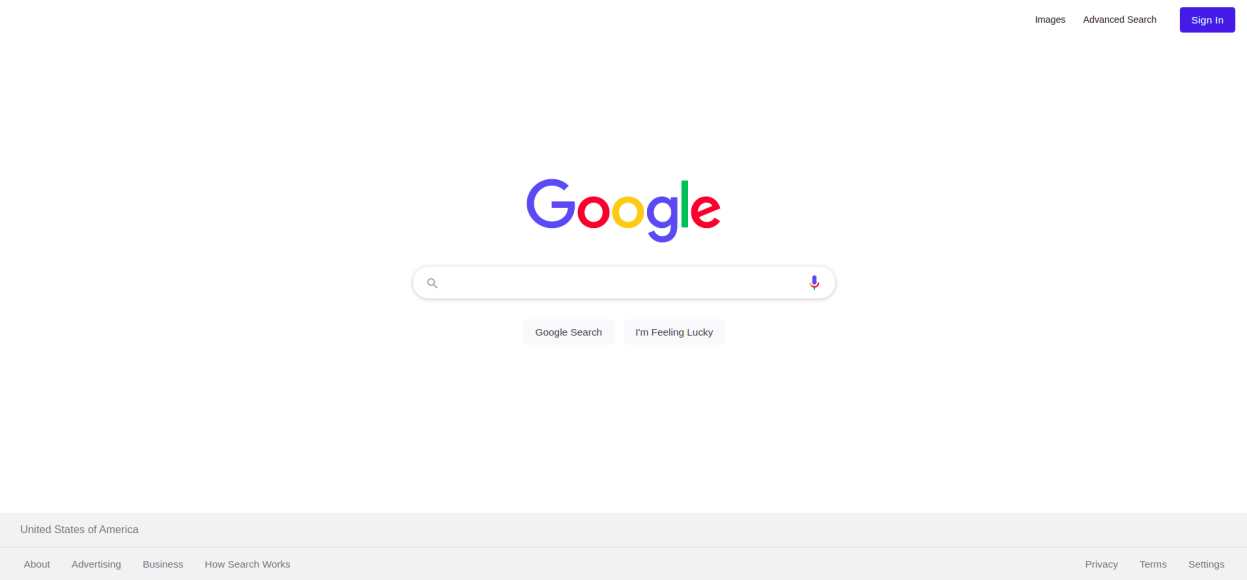 Images Advanced Search Sign In
Google
Google Search I'm Feeling Lucky
United States of America
About Advertising Business How Search Works Privacy Terms Settings